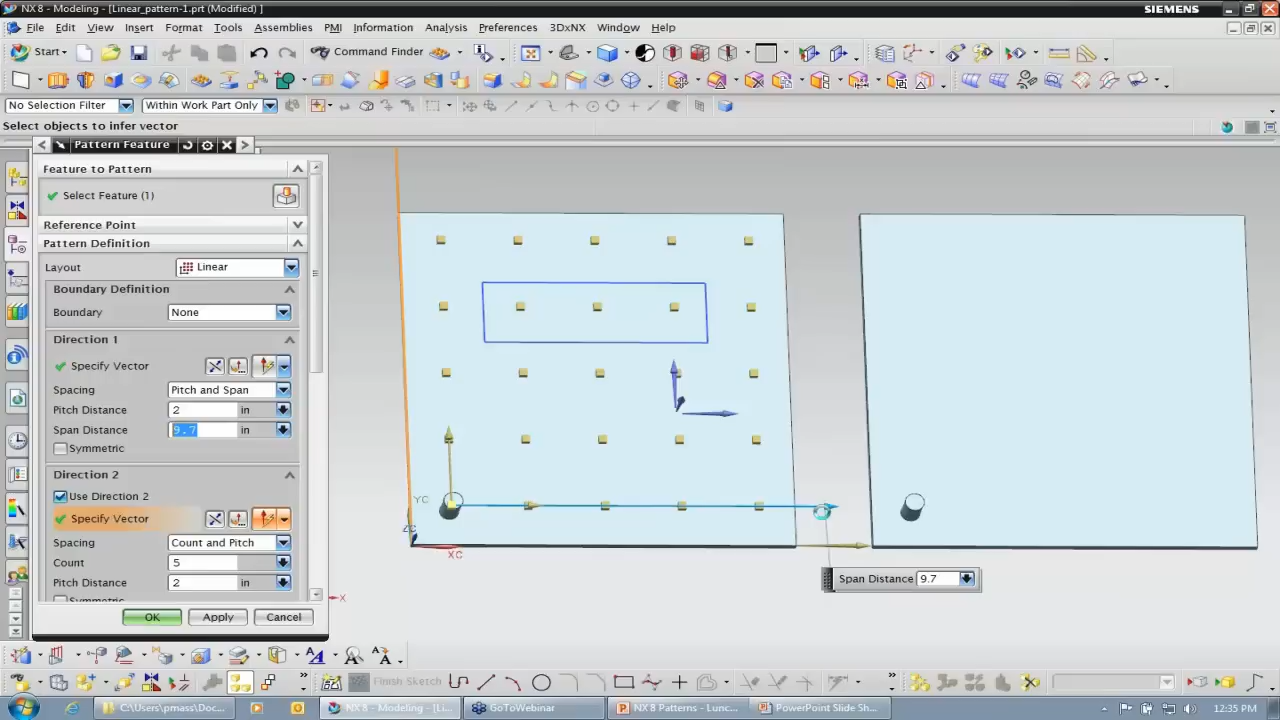 NX 8 - Modeling - [Linear_pattern-1.prt (Modified) ]
SIEMENS
File Edit View Insert Format Tools Assemblies PMI Information Analysis Preferences 3DxNX Window Help
Start
Command Finder
No Selection Filter
Within Work Part Only
Select objects to infer vector
Pattern Feature
Feature to Pattern
Select Feature (1)
Reference Point
Pattern Definition
Layout
Linear
Boundary Definition
Boundary
None
Direction 1
Specify Vector
Spacing
Pitch and Span
Pitch Distance
2
in
Span Distance
9.7
in
Symmetric
Direction 2
Use Direction 2
Specify Vector
Spacing
Count and Pitch
Count
5
Pitch Distance
2
in
OK
Apply
Cancel
YC
ZC
XC
X
Span Distance 9.7
Finish Sketch
C:\Users\pmass\Doc...
NX 8 - Modeling - [Li...
GoToWebinar
NX 8 Patterns - Lunc...
PowerPoint Slide Sh...
12:35 PM